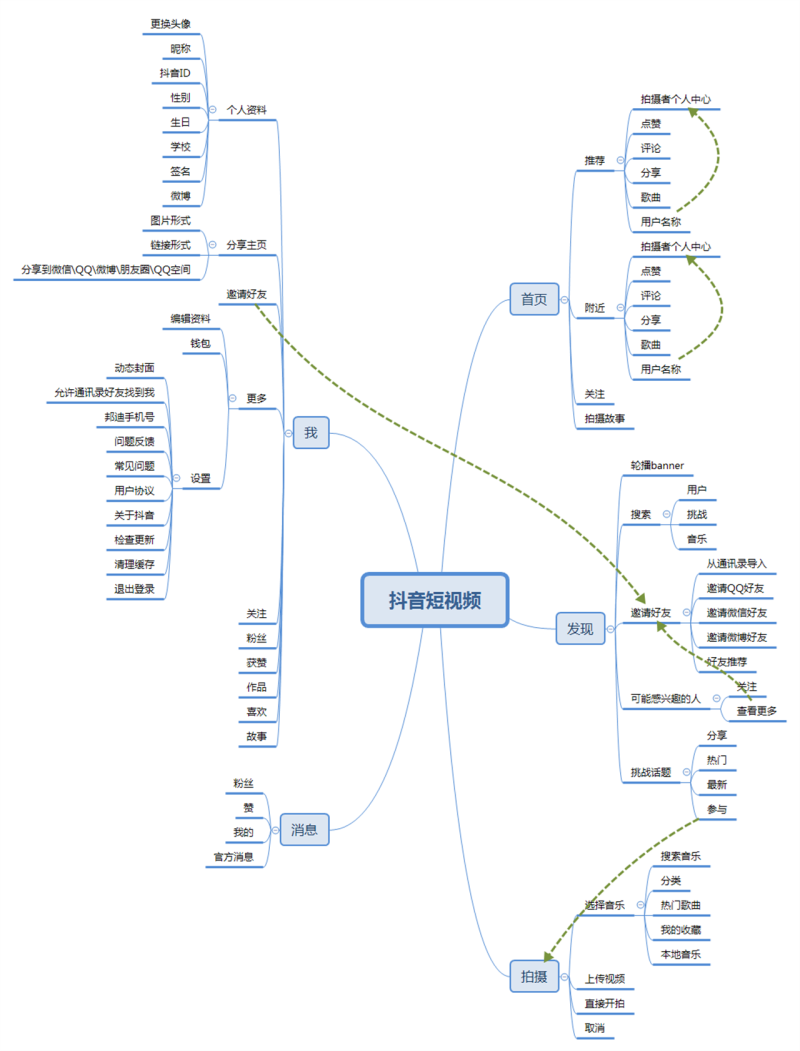 抖音短视频
首页
推荐
拍摄者个人中心
点赞
评论
分享
歌曲
用户名称
附近
拍摄者个人中心
点赞
评论
分享
歌曲
用户名称
关注
拍摄故事
发现
轮播banner
搜素
用户
挑战
音乐
邀请好友
从通讯录导入
邀请QQ好友
邀请微信好友
邀请微博好友
好友推荐
可能感兴趣的人
关注
查看更多
挑战话题
分享
热门
最新
参与
拍摄
选择音乐
搜素音乐
分类
热门歌曲
我的收藏
本地音乐
上传视频
直接开拍
取消
我
个人资料
更换头像
昵称
抖音ID
性别
生日
学校
签名
微博
分享主页
图片形式
链接形式
分享到微信\QQ\微博\朋友圈\QQ空间
邀请好友
更多
编辑资料
钱包
设置
动态封面
允许通讯录好友找到我
邦迪手机号
问题反馈
常见问题
用户协议
关于抖音
检查更新
清理缓存
退出登录
关注
粉丝
获赞
作品
喜欢
故事
消息
粉丝
赞
我的
官方消息